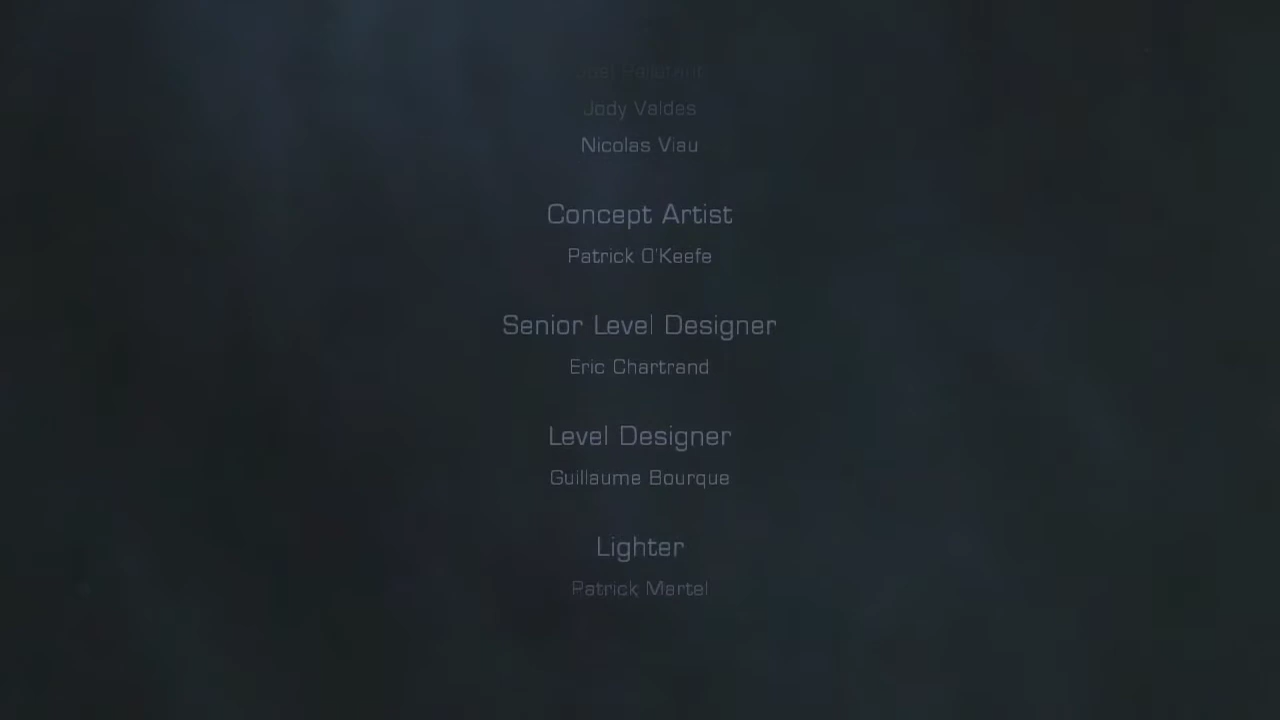 Jody Valdes
Nicolas Viau
Concept Artist
Patrick O'Keefe
Senior Level Designer
Eric Chartrand
Level Designer
Guillaume Bourque
Lighter
Patrick Martel